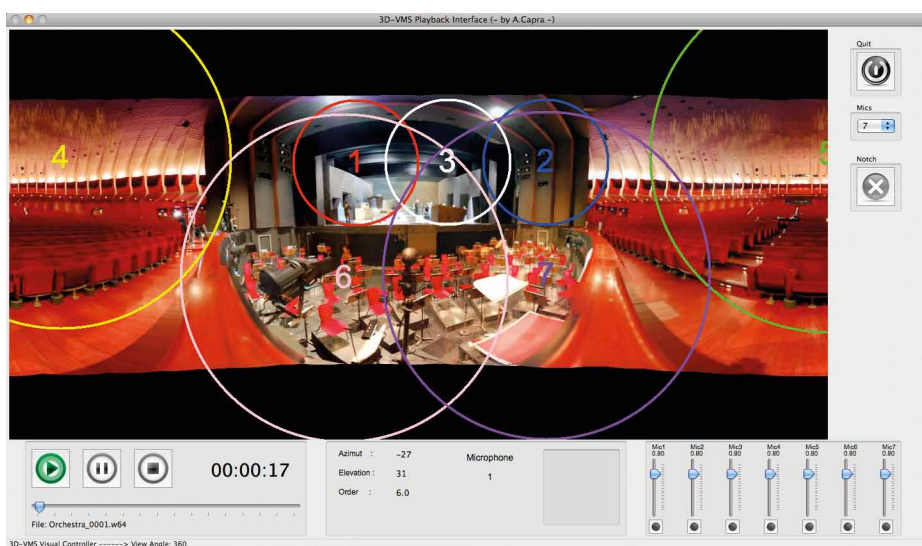 3D-VMS Playback Interface (- by A.Capra -)
Quit
Mics
7
Notch
4
1
3
2
5
6
7
00:00:17
File: Orchestra_0001.w64
Azimut : -27
Elevation : 31
Order : 6.0
Microphone
1
Mic1 Mic2 Mic3 Mic4 Mic5 Mic6 Mic7
0.80 0.80 0.80 0.80 0.80 0.80 0.80
3D-VMS Visual Controller ------> View Angle: 360